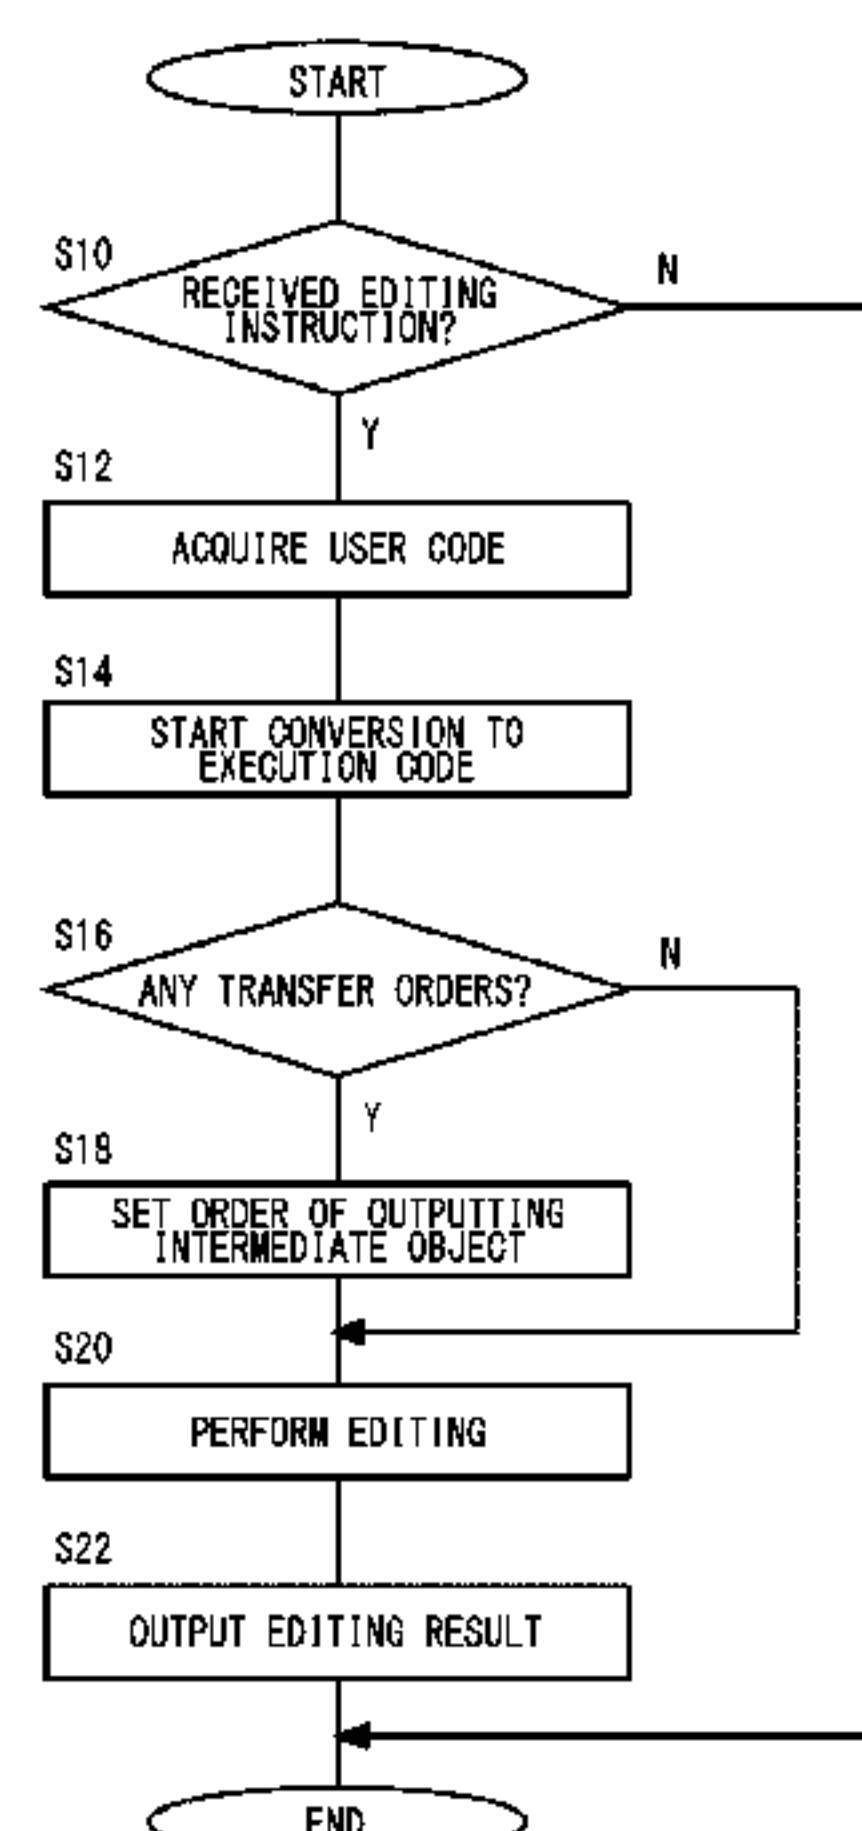 START
S10
N
RECEIVED EDITING
INSTRUCTION?
Y
S12
ACQUIRE USER CODE
S14
START CONVERSION TO
EXECUTION CODE
S16
N
ANY TRANSFER ORDERS?
Y
S18
SET ORDER OF OUTPUTTING
INTERMEDIATE OBJECT
S20
PERFORM EDITING
S22
OUTPUT EDITING RESULT
END